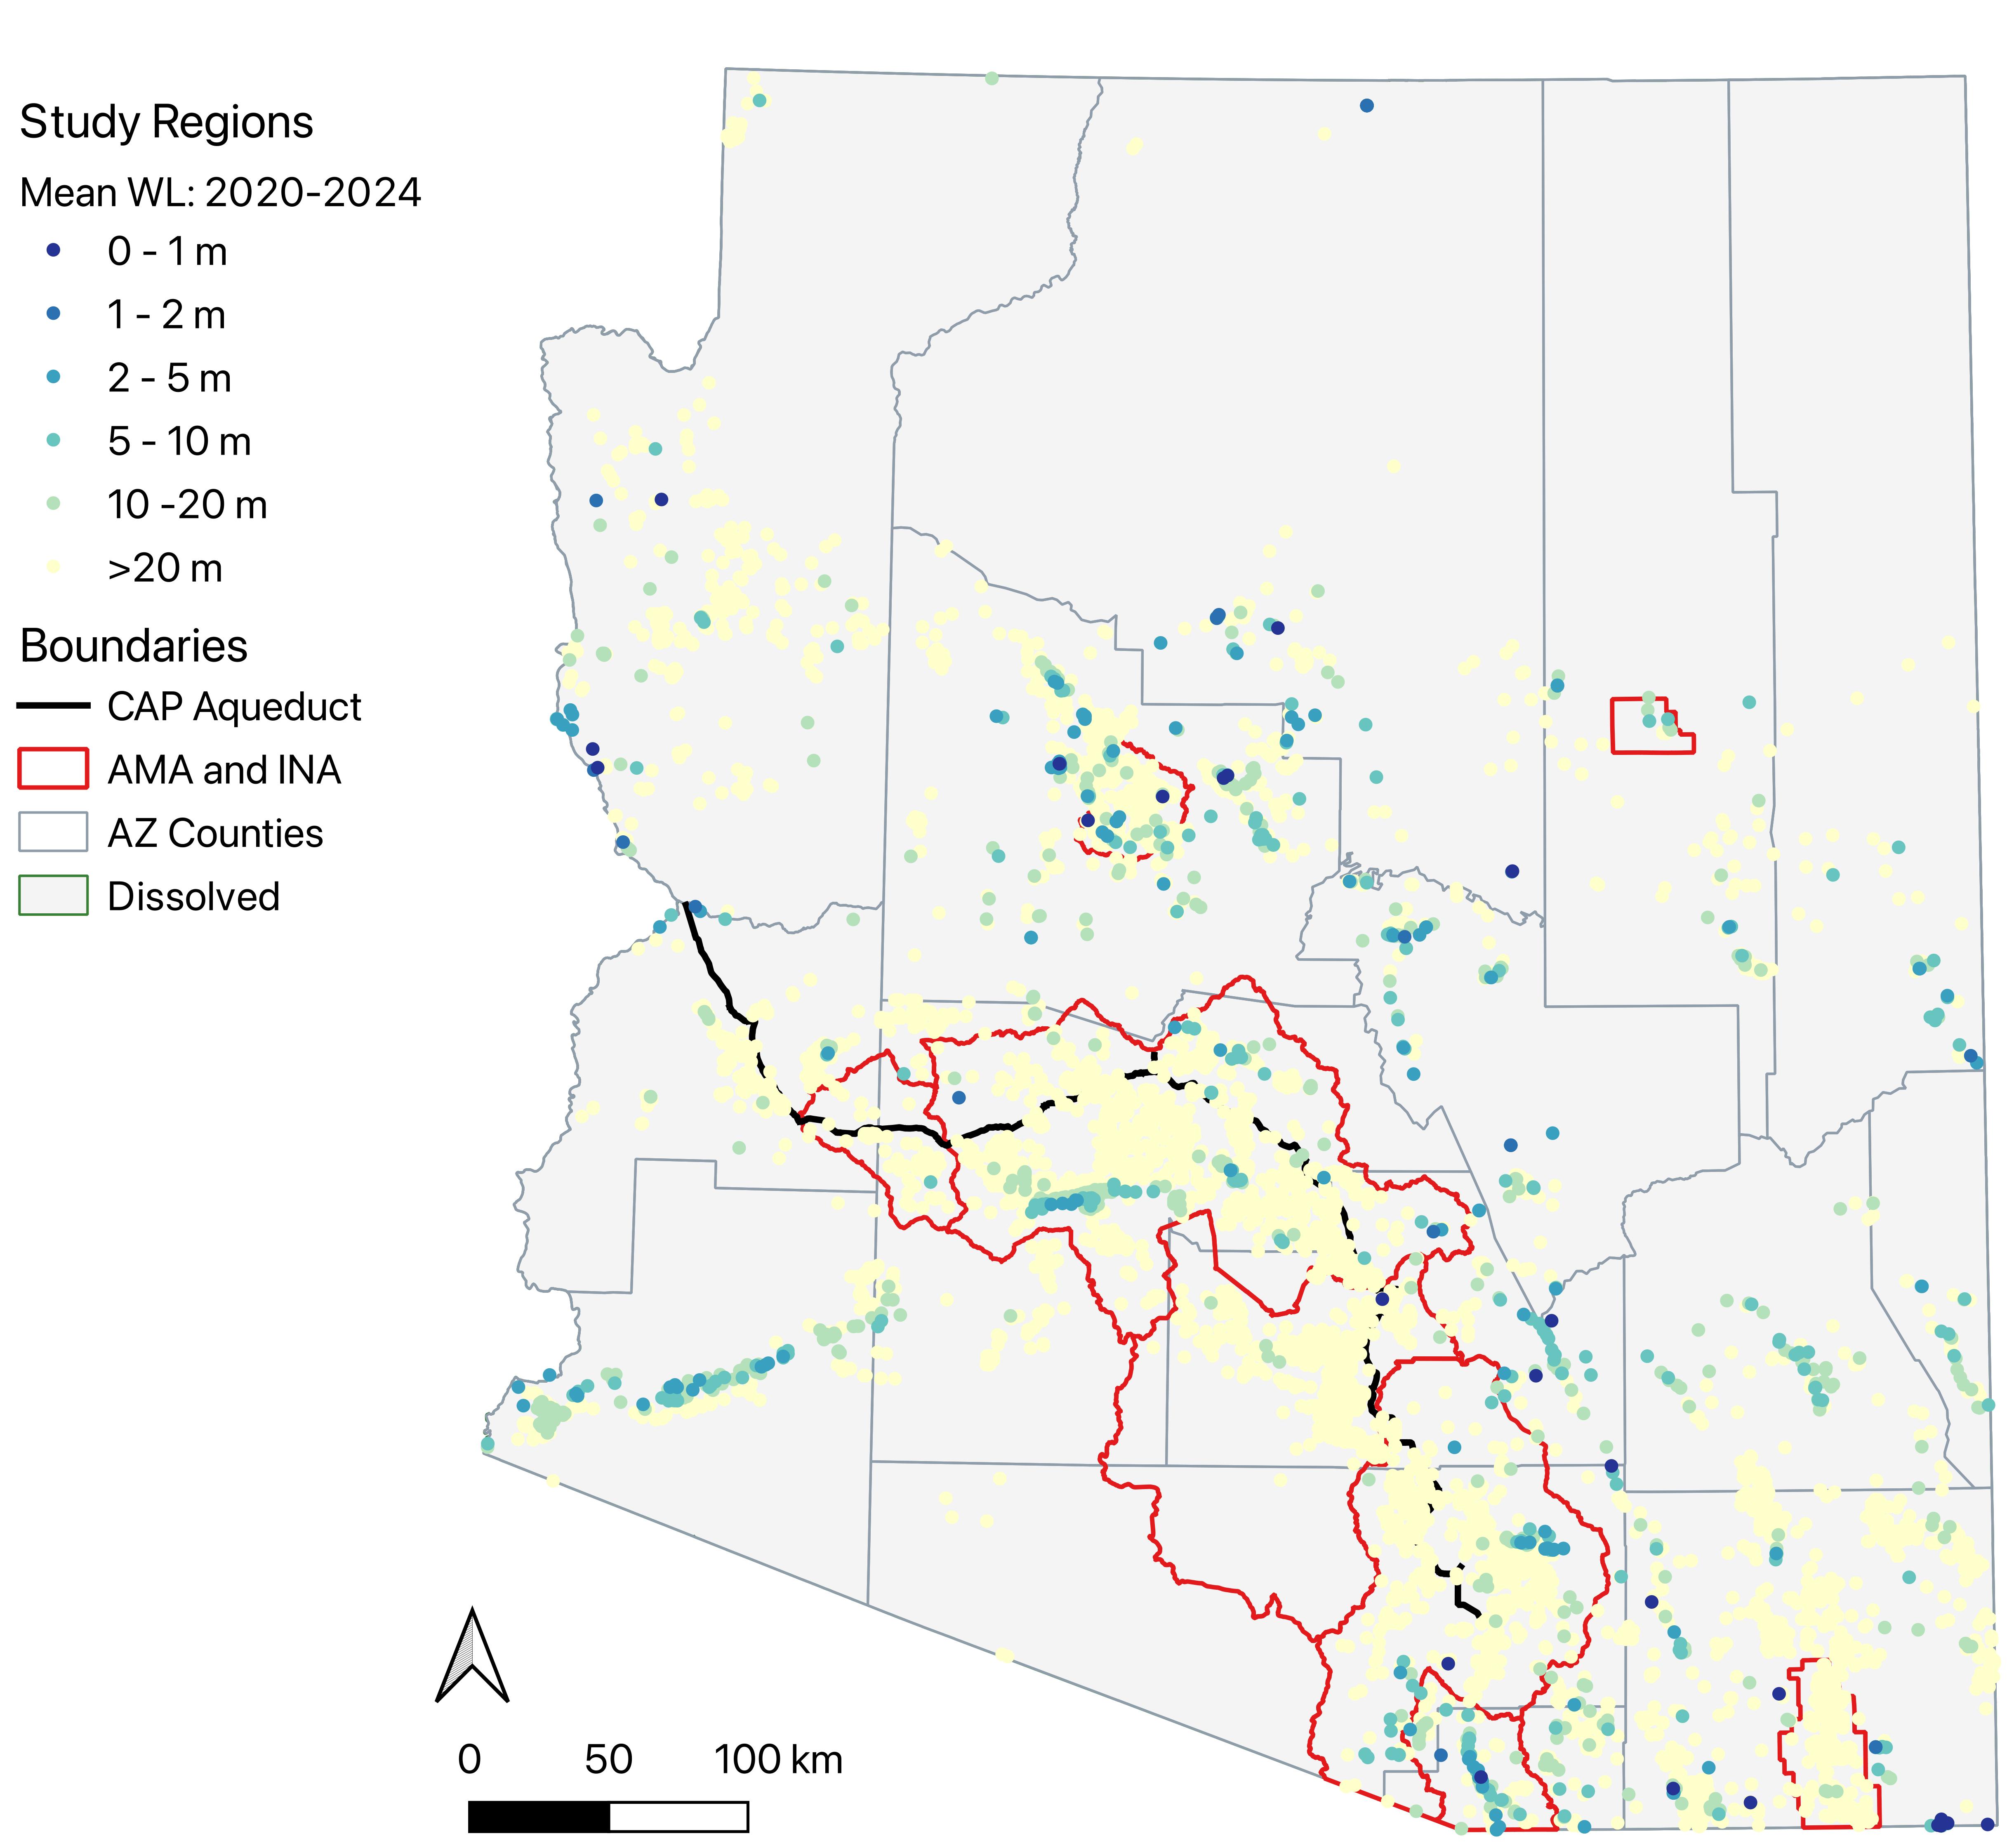 Study Regions
Mean WL: 2020-2024
0 - 1 m
1 - 2 m
2 - 5 m
5 - 10 m
10 -20 m
>20 m
Boundaries
CAP Aqueduct
AMA and INA
AZ Counties
Dissolved
0 50 100 km